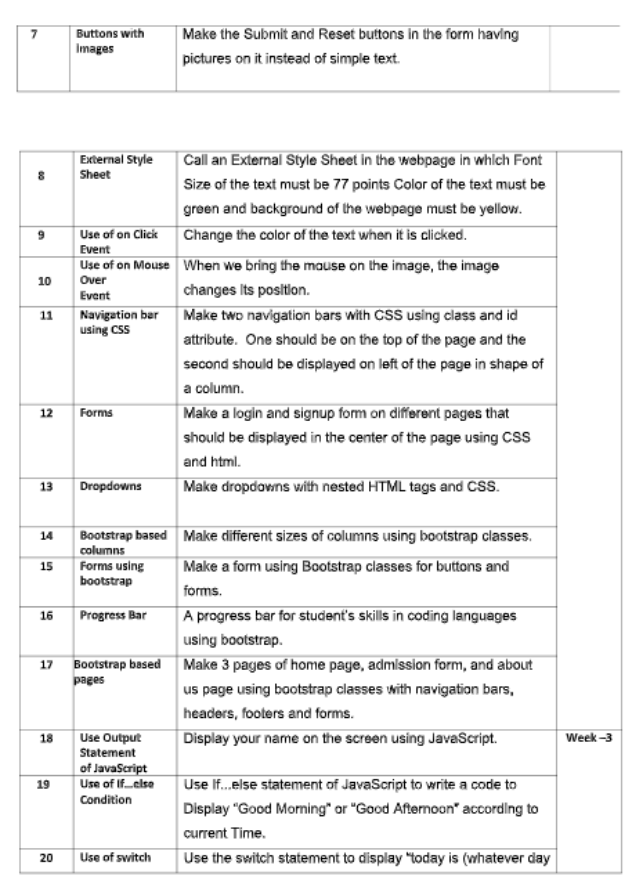 7 Buttons with Make the Submit and Reset buttons in the form having
Images pictures on it instead of simple text.
8 External Style Call an External Style Sheet in the webpage in which Font
Sheet Size of the text must be 77 points Color of the text must be
green and background of the webpage must be yellow.
9 Use of on Click Change the color of the text when it is clicked.
Event
10 Use of on Mouse When we bring the mouse on the image, the image
Over changes its position.
Event
11 Navigation bar Make two navigation bars with CSS using class and id
using CSS attribute. One should be on the top of the page and the
second should be displayed on left of the page in shape of
a column.
12 Forms Make a login and signup form on different pages that
should be displayed in the center of the page using CSS
and html.
13 Dropdowns Make dropdowns with nested HTML tags and CSS.
14 Bootstrap based Make different sizes of columns using bootstrap classes.
columns
15 Forms using Make a form using Bootstrap classes for buttons and
bootstrap forms.
16 Progress Bar A progress bar for student's skills in coding languages
using bootstrap.
17 Bootstrap based Make 3 pages of home page, admission form, and about
pages us page using bootstrap classes with navigation bars,
headers, footers and forms.
18 Use Output Display your name on the screen using JavaScript. Week –3
Statement
of JavaScript
19 Use of If...else Use If...else statement of JavaScript to write a code to
Condition Display "Good Morning" or "Good Afternoon" according to
current Time.
20 Use of switch Use the switch statement to display "today is (whatever day